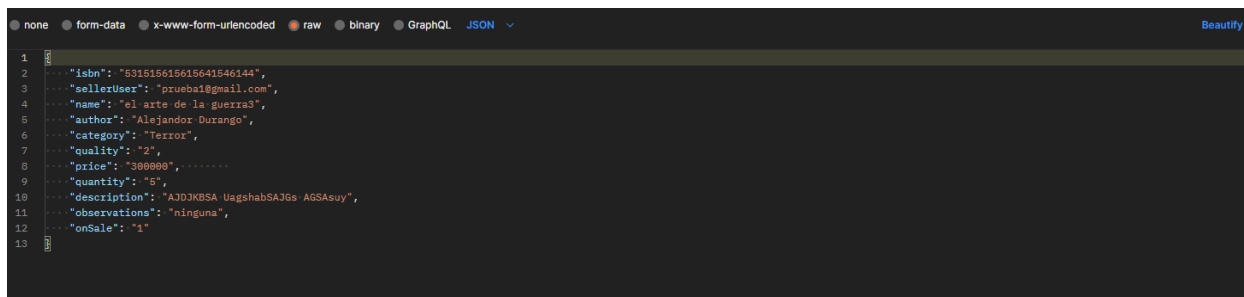 none form-data x-www-form-urlencoded raw binary GraphQL JSON Beautify
1 {
2 "isbn": "531515615615641546144",
3 "sellerUser": "prueba1@gmail.com",
4 "name": "el arte de la guerra3",
5 "author": "Alejandor Durango",
6 "category": "Terror",
7 "quality": "2",
8 "price": "300000",
9 "quantity": "5",
10 "description": "AJDJKBSA UagshabSAJGs AGSAsuy",
11 "observations": "ninguna",
12 "onSale": "1"
13 }